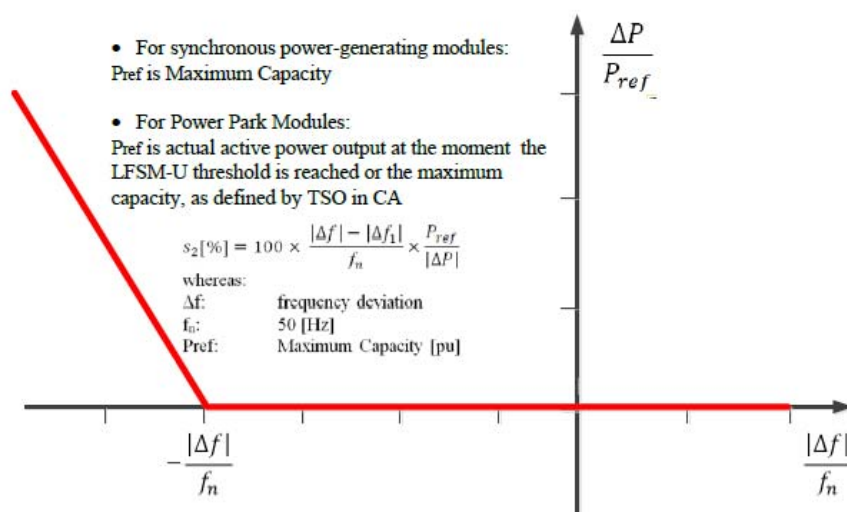 • For synchronous power-generating modules:
Pref is Maximum Capacity
• For Power Park Modules:
Pref is actual active power output at the moment the
LFSM-U threshold is reached or the maximum
capacity, as defined by TSO in CA
s₂[%] = 100 × (|Δf| − |Δf₁|)/fₙ × P_ref/|ΔP|
whereas:
Δf: frequency deviation
fₙ: 50 [Hz]
Pref: Maximum Capacity [pu]
ΔP/P_ref
−|Δf|/fₙ
|Δf|/fₙ